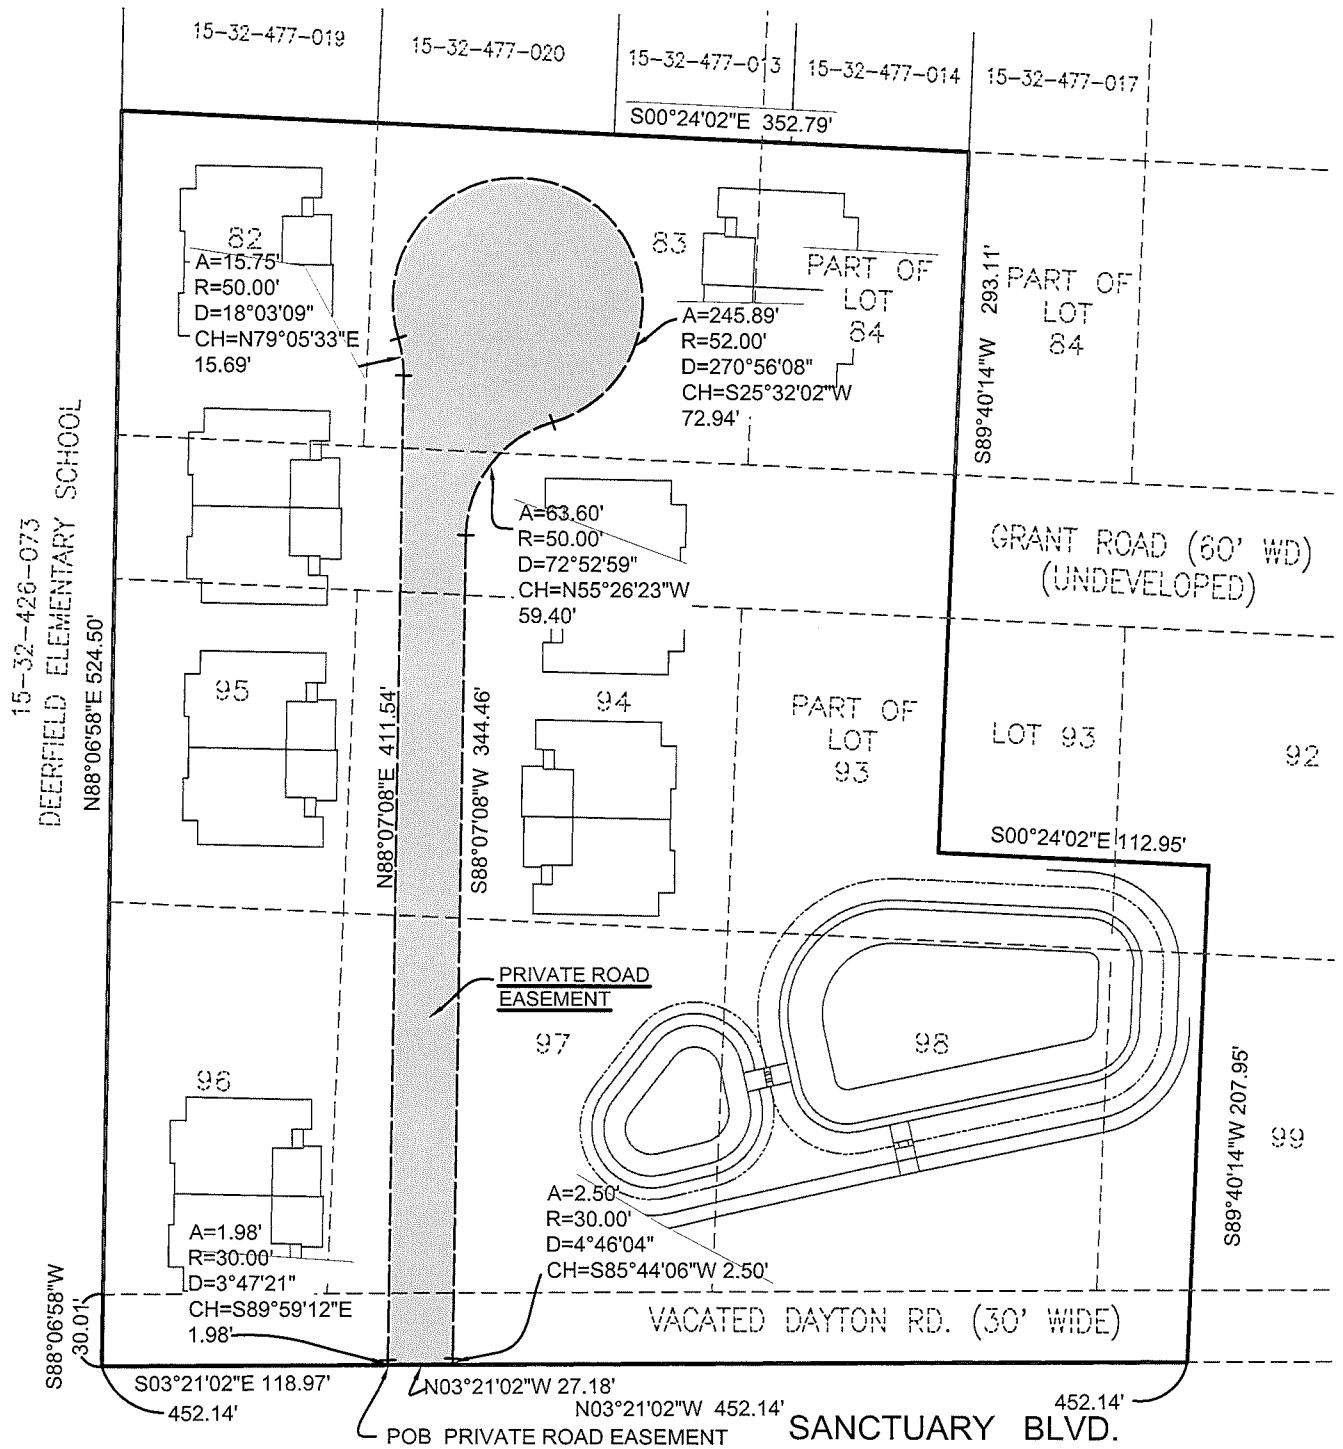 15-32-477-019
15-32-477-020
15-32-477-013
15-32-477-014
15-32-477-017
S00°24'02"E 352.79'
82
A=15.75'
R=50.00'
D=18°03'09"
CH=N79°05'33"E
15.69'
83
A=245.89'
R=52.00'
D=270°56'08"
CH=S25°32'02"W
72.94'
PART OF
LOT
84
S89°40'14"W 293.11'
PART OF
LOT
84
15-32-426-073
DEERFIELD ELEMENTARY SCHOOL
N88°06'58"E 524.50'
A=63.60'
R=50.00'
D=72°52'59"
CH=N55°26'23"W
59.40'
GRANT ROAD (60' WD)
(UNDEVELOPED)
95
N88°07'08"E 411.54'
S88°07'08"W 344.46'
94
PART OF
LOT
93
LOT 93
92
S00°24'02"E 112.95'
PRIVATE ROAD
EASEMENT
97
98
96
S89°40'14"W 207.95'
99
A=1.98'
R=30.00'
D=3°47'21"
CH=S89°59'12"E
1.98'
A=2.50'
R=30.00'
D=4°46'04"
CH=S85°44'06"W 2.50'
S88°06'58"W
30.01'
VACATED DAYTON RD. (30' WIDE)
S03°21'02"E 118.97'
452.14'
N03°21'02"W 27.18'
N03°21'02"W 452.14'
452.14'
POB PRIVATE ROAD EASEMENT
SANCTUARY BLVD.